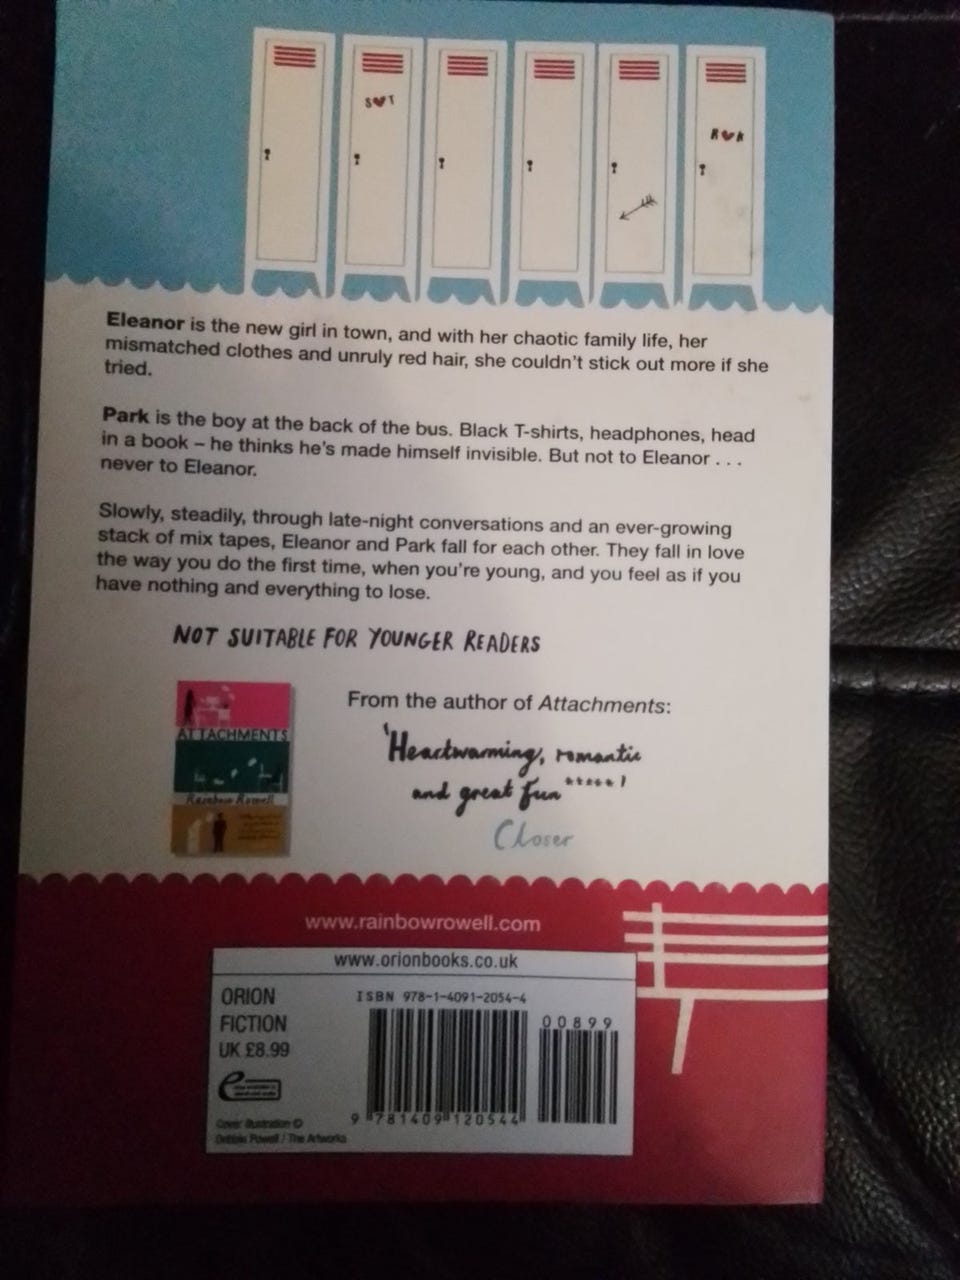 S♥T
R♥K
Eleanor is the new girl in town, and with her chaotic family life, her
mismatched clothes and unruly red hair, she couldn't stick out more if she
tried.
Park is the boy at the back of the bus. Black T-shirts, headphones, head
in a book – he thinks he's made himself invisible. But not to Eleanor . . .
never to Eleanor.
Slowly, steadily, through late-night conversations and an ever-growing
stack of mix tapes, Eleanor and Park fall for each other. They fall in love
the way you do the first time, when you're young, and you feel as if you
have nothing and everything to lose.
NOT SUITABLE FOR YOUNGER READERS
ATTACHMENTS
Rainbow Rowell
From the author of Attachments:
'Heartwarming, romantic
and great fun*****'
Closer
www.rainbowrowell.com
www.orionbooks.co.uk
ORION
FICTION
UK £8.99
e
ISBN 978-1-4091-2054-4
00899
9 781409 120544
Cover illustration ©
Debbie Powell / The Artworks